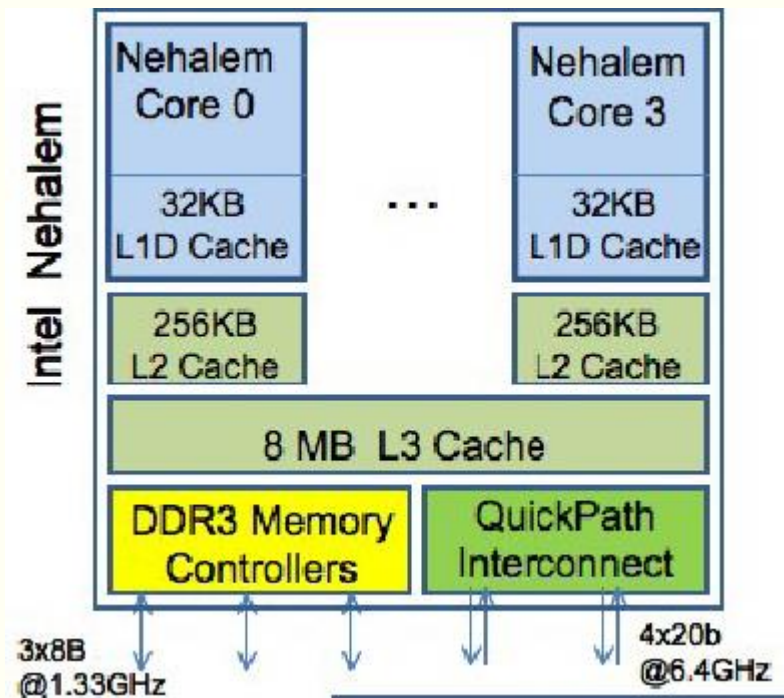 Intel Nehalem
Nehalem
Core 0
32KB
L1D Cache
256KB
L2 Cache
...
Nehalem
Core 3
32KB
L1D Cache
256KB
L2 Cache
8 MB L3 Cache
DDR3 Memory
Controllers
QuickPath
Interconnect
3x8B
@1.33GHz
4x20b
@6.4GHz